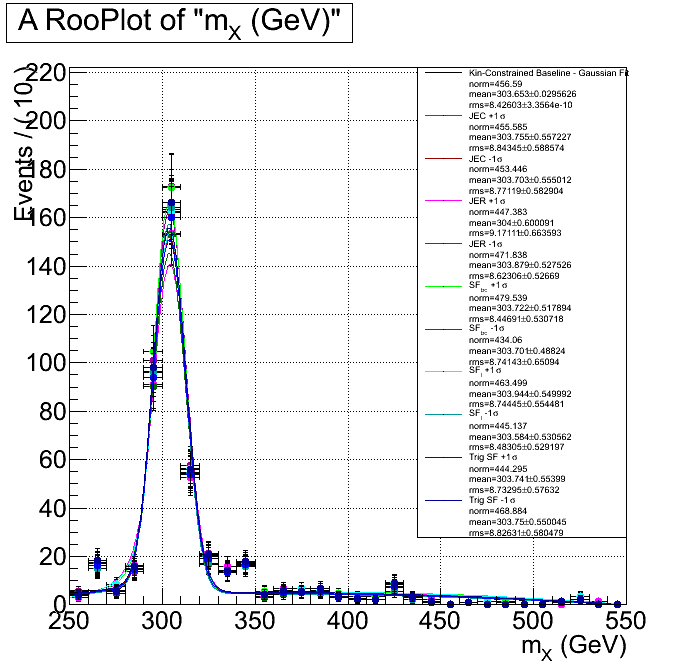 A RooPlot of "mX (GeV)"
Events / ( 10 )
220
200
180
160
140
120
100
80
60
40
20
0
250
300
350
400
450
500
550
mX (GeV)
Kin-Constrained Baseline - Gaussian Fit
norm=456.59
mean=303.653±0.0295626
rms=8.42603±3.3564e-10
JEC +1σ
norm=455.585
mean=303.755±0.557227
rms=8.84345±0.588574
JEC -1σ
norm=453.446
mean=303.703±0.555012
rms=8.77119±0.582904
JER +1σ
norm=447.383
mean=304±0.600091
rms=9.1711±0.663593
JER -1σ
norm=471.838
mean=303.879±0.527526
rms=8.62306±0.52669
SFbc +1σ
norm=479.539
mean=303.722±0.517894
rms=8.44691±0.530718
SFbc -1σ
norm=434.06
mean=303.701±0.48824
rms=8.74143±0.65094
SFl +1σ
norm=463.499
mean=303.944±0.549992
rms=8.74445±0.554481
SFl -1σ
norm=445.137
mean=303.584±0.530562
rms=8.48305±0.529197
Trig SF +1σ
norm=444.295
mean=303.741±0.55399
rms=8.73295±0.57632
Trig SF -1σ
norm=468.884
mean=303.75±0.550045
rms=8.82631±0.580479